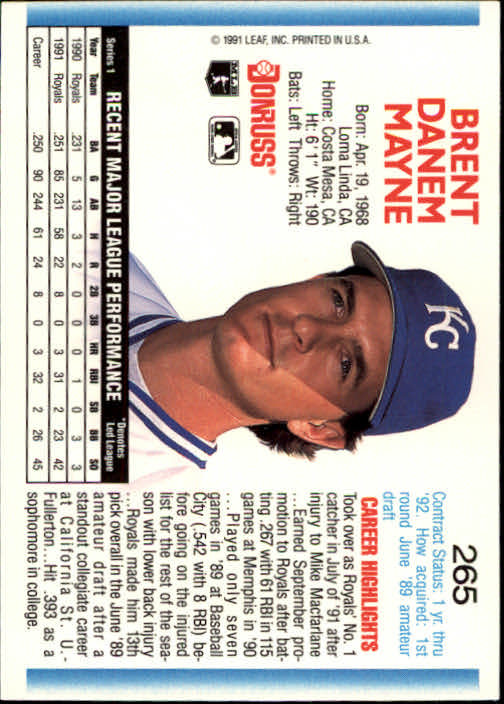 265
BRENT
DANEM
MAYNE
Born: Apr. 19, 1968
Loma Linda, CA
Home: Costa Mesa, CA
Ht: 6' 1" Wt: 190
Bats: Left Throws: Right
DONRUSS®
MLB
© 1991 LEAF, INC. PRINTED IN U.S.A.
KC
Contract Status: 1 yr. thru
'92. How acquired: 1st
round June '89 amateur
draft
CAREER HIGHLIGHTS
Took over as Royals' No. 1
catcher in July of '91 after
injury to Mike Macfarlane
...Earned September pro-
motion to Royals after bat-
ting .267 with 61 RBI in 115
games at Memphis in '90
...Played only seven
games in '89 at Baseball
City (.542 with 8 RBI) be-
fore going on the injured
list for the rest of the sea-
son with lower back injury
...Royals made him 13th
pick overall in the June '89
amateur draft after a
standout collegiate career
at California St. U.-
Fullerton...Hit .393 as a
sophomore in college.
Series 1 RECENT MAJOR LEAGUE PERFORMANCE *Denotes Led League
Year Team BA G AB H R 2B 3B HR RBI SB BB SO
1990 Royals .231 5 13 3 2 0 0 0 1 0 3 3
1991 Royals .251 85 231 58 22 8 0 3 31 2 23 42
Career .250 90 244 61 24 8 0 3 32 2 26 45